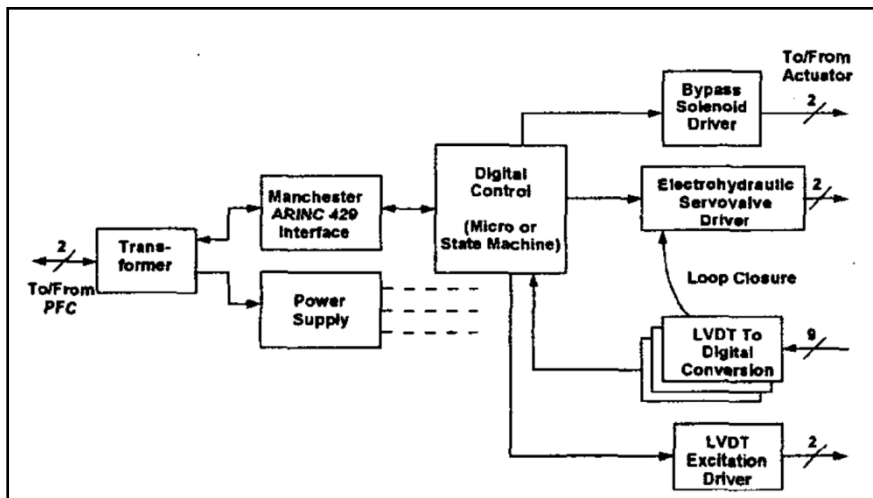 To/From
Actuator
Bypass
Solenoid
Driver
2
Digital
Control
(Micro or
State Machine)
Manchester
ARINC 429
Interface
Electrohydraulic
Servovalve
Driver
2
2
Trans-
former
To/From
PFC
Power
Supply
Loop Closure
LVDT To
Digital
Conversion
9
LVDT
Excitation
Driver
2